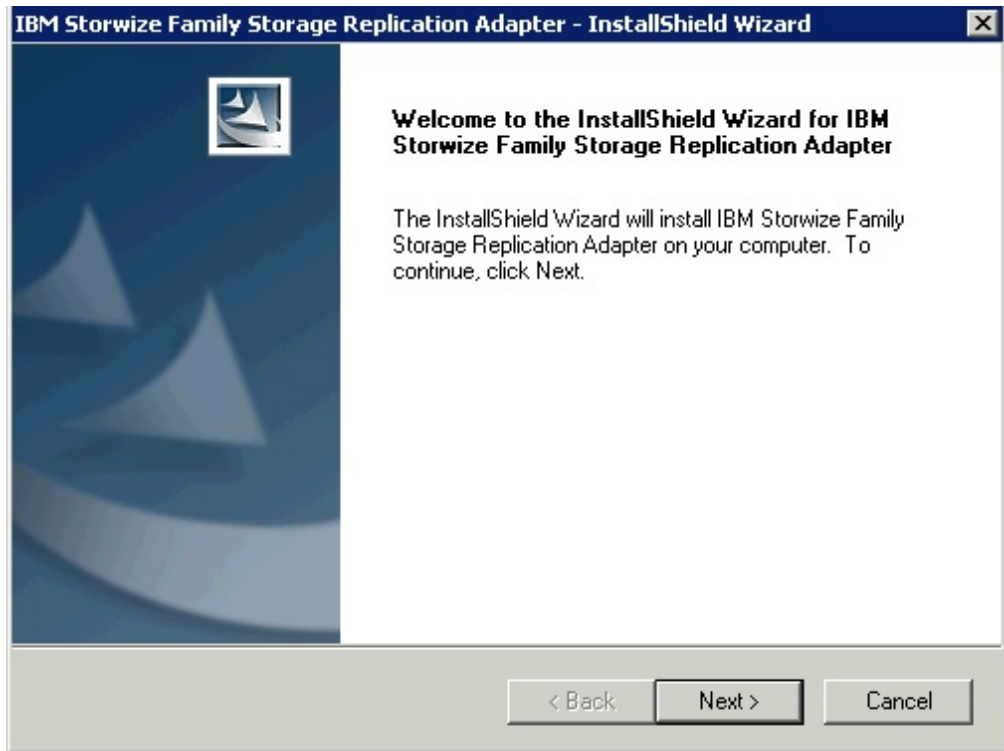 IBM Storwize Family Storage Replication Adapter - InstallShield Wizard
Welcome to the InstallShield Wizard for IBM
Storwize Family Storage Replication Adapter
The InstallShield Wizard will install IBM Storwize Family
Storage Replication Adapter on your computer.  To
continue, click Next.
< Back
Next >
Cancel